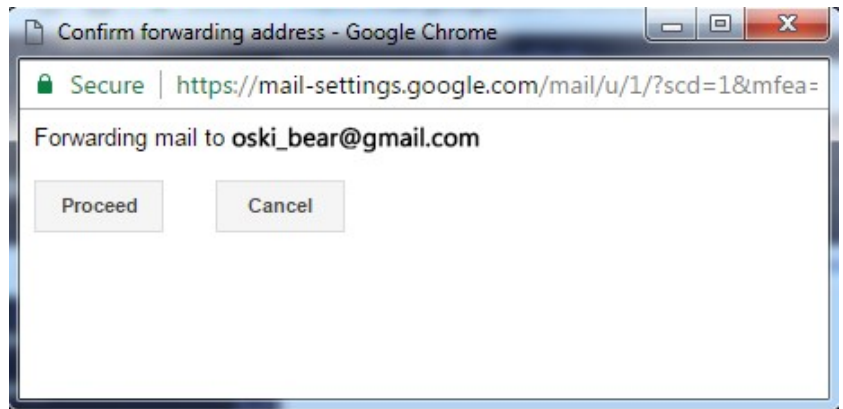 Confirm forwarding address - Google Chrome
Secure | https://mail-settings.google.com/mail/u/1/?scd=1&mfea=
Forwarding mail to oski_bear@gmail.com
Proceed Cancel